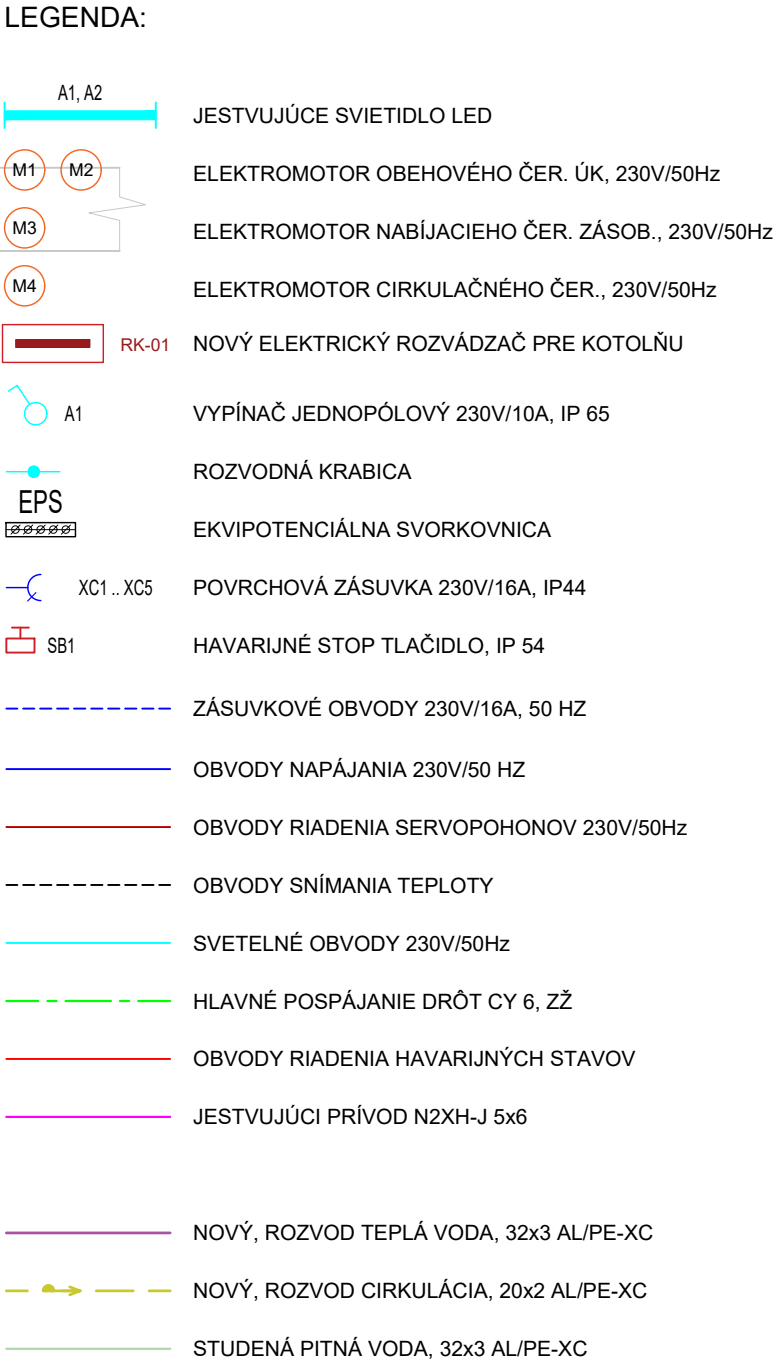 LEGENDA:
A1, A2
JESTVUJÚCE SVIETIDLO LED
M1 M2 ELEKTROMOTOR OBEHOVÉHO ČER. ÚK, 230V/50Hz
M3 ELEKTROMOTOR NABÍJACIEHO ČER. ZÁSOB., 230V/50Hz
M4 ELEKTROMOTOR CIRKULAČNÉHO ČER., 230V/50Hz
RK-01 NOVÝ ELEKTRICKÝ ROZVÁDZAČ PRE KOTOLŇU
A1 VYPÍNAČ JEDNOPÓLOVÝ 230V/10A, IP 65
ROZVODNÁ KRABICA
EPS
EKVIPOTENCIÁLNA SVORKOVNICA
XC1 .. XC5 POVRCHOVÁ ZÁSUVKA 230V/16A, IP44
SB1 HAVARIJNÉ STOP TLAČIDLO, IP 54
ZÁSUVKOVÉ OBVODY 230V/16A, 50 HZ
OBVODY NAPÁJANIA 230V/50 HZ
OBVODY RIADENIA SERVOPOHONOV 230V/50Hz
OBVODY SNÍMANIA TEPLOTY
SVETELNÉ OBVODY 230V/50Hz
HLAVNÉ POSPÁJANIE DRÔT CY 6, ZŽ
OBVODY RIADENIA HAVARIJNÝCH STAVOV
JESTVUJÚCI PRÍVOD N2XH-J 5x6
NOVÝ, ROZVOD TEPLÁ VODA, 32x3 AL/PE-XC
NOVÝ, ROZVOD CIRKULÁCIA, 20x2 AL/PE-XC
STUDENÁ PITNÁ VODA, 32x3 AL/PE-XC